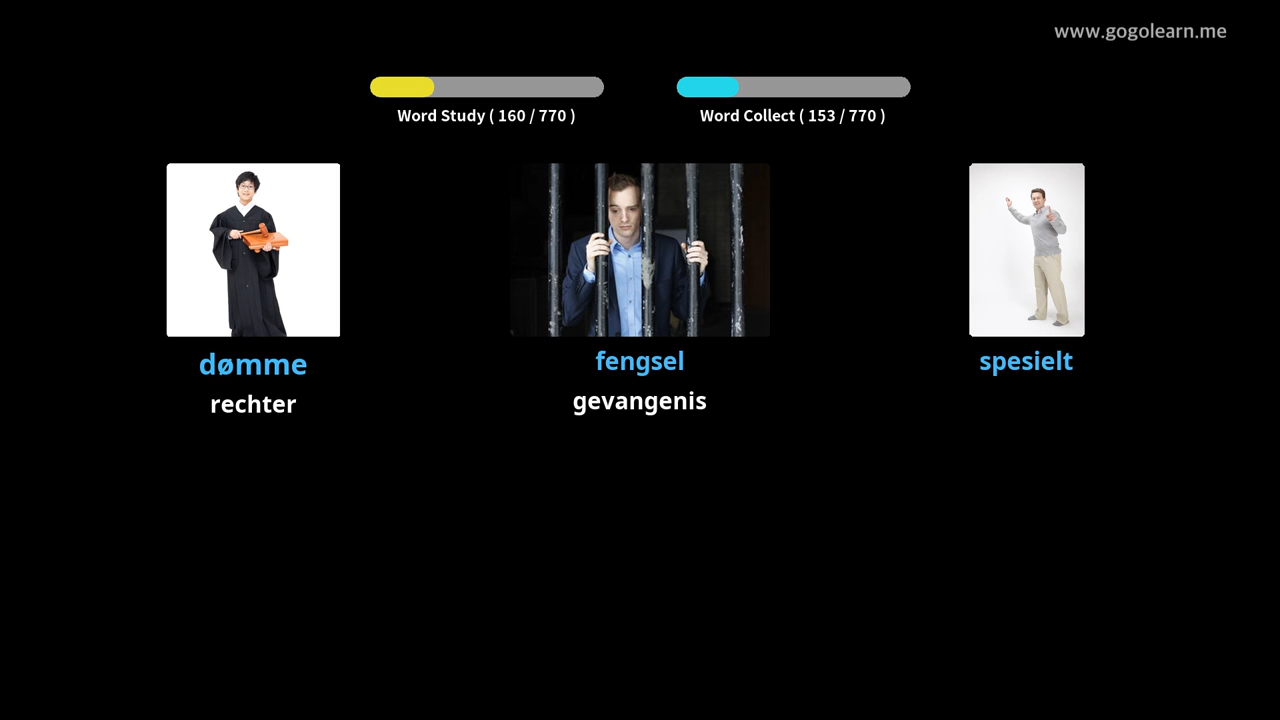 www.gogolearn.me
Word Study ( 160 / 770 )
Word Collect ( 153 / 770 )
dømme
fengsel
spesielt
rechter
gevangenis